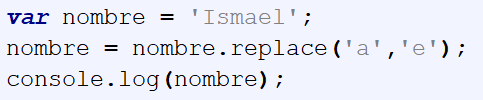 var nombre = 'Ismael';
nombre = nombre.replace('a','e');
console.log(nombre);